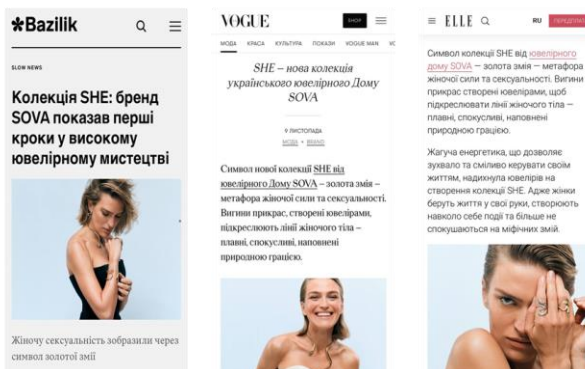 *Bazilik
SLOW NEWS
Колекція SHE: бренд
SOVA показав перші
кроки у високому
ювелірному мистецтві
Жіночу сексуальність зобразили через
символ золотої змії
VOGUE
SHOP
МОДА КРАСА КУЛЬТУРА ПОКАЗИ VOGUE MAN
SHE – нова колекція
українського ювелірного Дому
SOVA
9 ЛИСТОПАДА
МОДА • BRAND
Символ нової колекції SHE від
ювелірного Дому SOVA – золота змія –
метафора жіночої сили та сексуальності.
Вигини прикрас, створені ювелірами,
підкреслюють лінії жіночого тіла –
плавні, спокусливі, наповнені
природною грацією.
ELLE
RU
Символ колекції SHE від ювелірного
дому SOVA — золота змія — метафора
жіночої сили та сексуальності. Вигини
прикрас створені ювелірами, щоб
підкреслювати лінії жіночого тіла —
плавні, спокусливі, наповнені
природною грацією.
Жагуча енергетика, що дозволяє
зухвало та сміливо керувати своїм
життям, надихнула ювелірів на
створення колекції SHE. Адже жінки
беруть життя у свої руки, створюють
навколо себе події та більше не
спокушаються на міфічних змій.